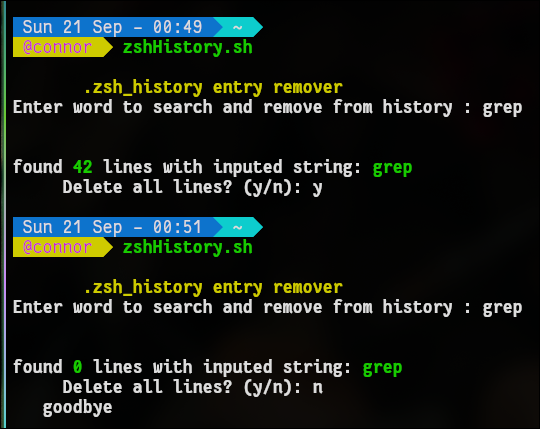 Sun 21 Sep - 00:49 ~
@connor zshHistory.sh
.zsh_history entry remover
Enter word to search and remove from history : grep
found 42 lines with inputed string: grep
Delete all lines? (y/n): y
Sun 21 Sep - 00:51 ~
@connor zshHistory.sh
.zsh_history entry remover
Enter word to search and remove from history : grep
found 0 lines with inputed string: grep
Delete all lines? (y/n): n
goodbye